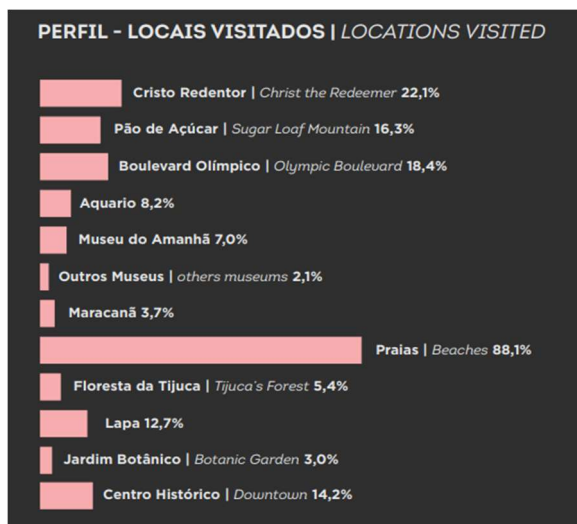 PERFIL - LOCAIS VISITADOS | LOCATIONS VISITED
Cristo Redentor | Christ the Redeemer 22,1%
Pão de Açúcar | Sugar Loaf Mountain 16,3%
Boulevard Olímpico | Olympic Boulevard 18,4%
Aquario 8,2%
Museu do Amanhã 7,0%
Outros Museus | others museums 2,1%
Maracanã 3,7%
Praias | Beaches 88,1%
Floresta da Tijuca | Tijuca's Forest 5,4%
Lapa 12,7%
Jardim Botânico | Botanic Garden 3,0%
Centro Histórico | Downtown 14,2%